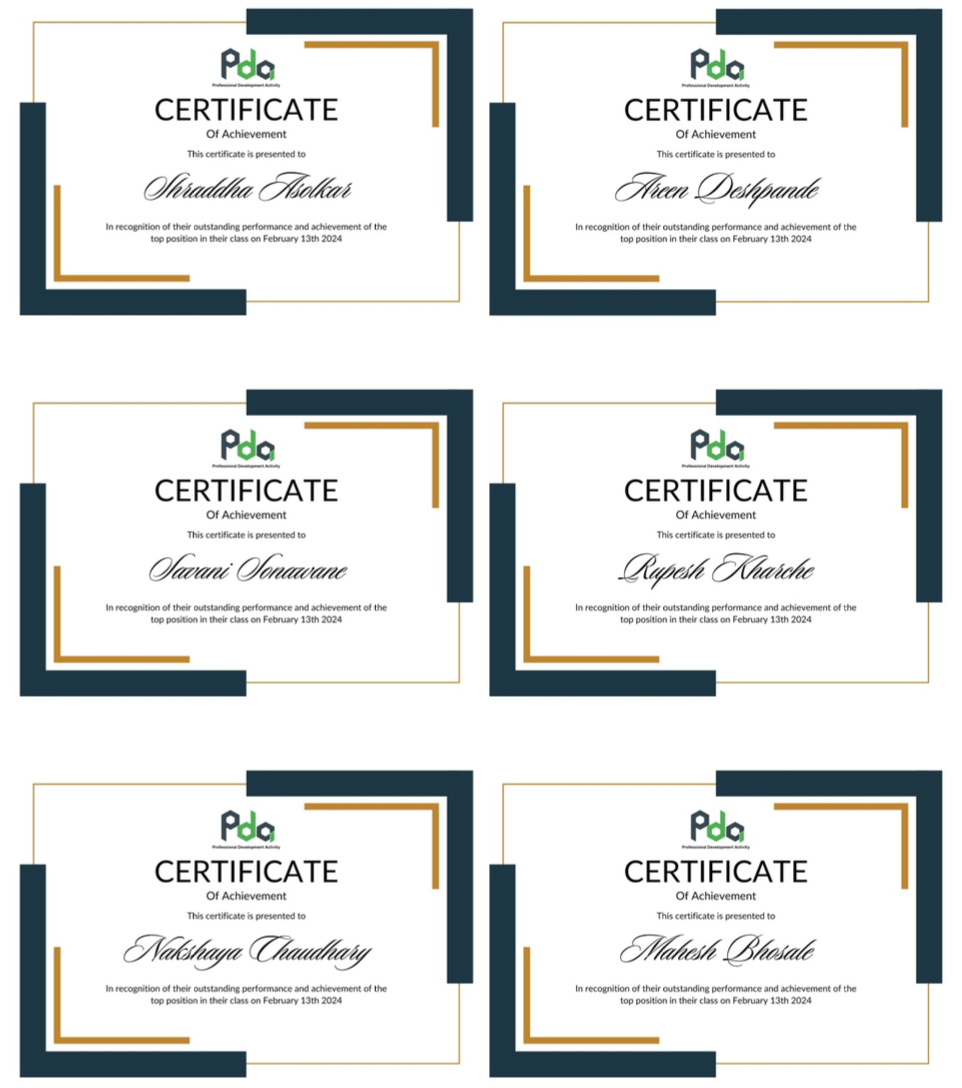 Pda
Professional Development Activity
CERTIFICATE
Of Achievement
This certificate is presented to
Shraddha Asolkar
In recognition of their outstanding performance and achievement of the
top position in their class on February 13th 2024
Pda
Professional Development Activity
CERTIFICATE
Of Achievement
This certificate is presented to
Areen Deshpande
In recognition of their outstanding performance and achievement of the
top position in their class on February 13th 2024
Pda
Professional Development Activity
CERTIFICATE
Of Achievement
This certificate is presented to
Savani Sonawane
In recognition of their outstanding performance and achievement of the
top position in their class on February 13th 2024
Pda
Professional Development Activity
CERTIFICATE
Of Achievement
This certificate is presented to
Rupesh Kharche
In recognition of their outstanding performance and achievement of the
top position in their class on February 13th 2024
Pda
Professional Development Activity
CERTIFICATE
Of Achievement
This certificate is presented to
Nakshaya Chaudhary
In recognition of their outstanding performance and achievement of the
top position in their class on February 13th 2024
Pda
Professional Development Activity
CERTIFICATE
Of Achievement
This certificate is presented to
Mahesh Bhosale
In recognition of their outstanding performance and achievement of the
top position in their class on February 13th 2024